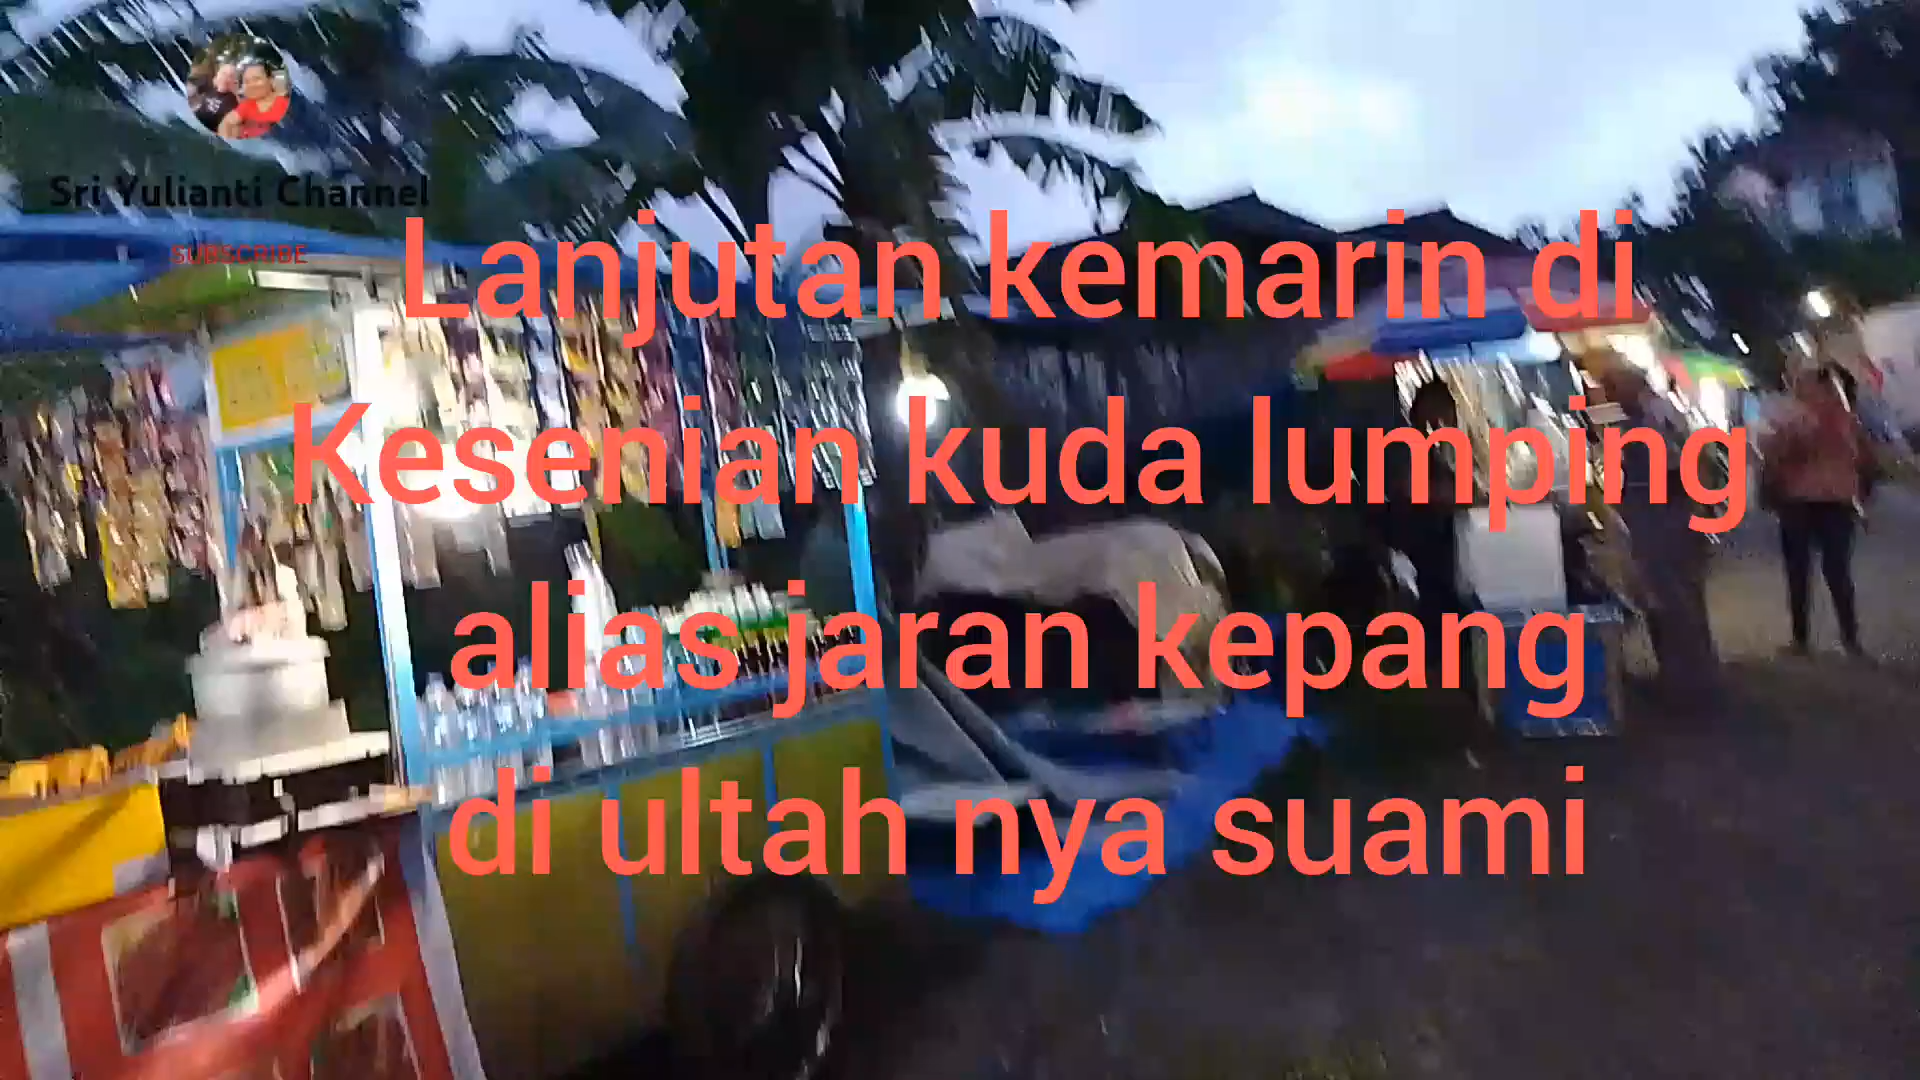 Sri Yulianti Channel
SUBSCRIBE
Lanjutan kemarin di
Kesenian kuda lumping
alias jaran kepang
di ultah nya suami